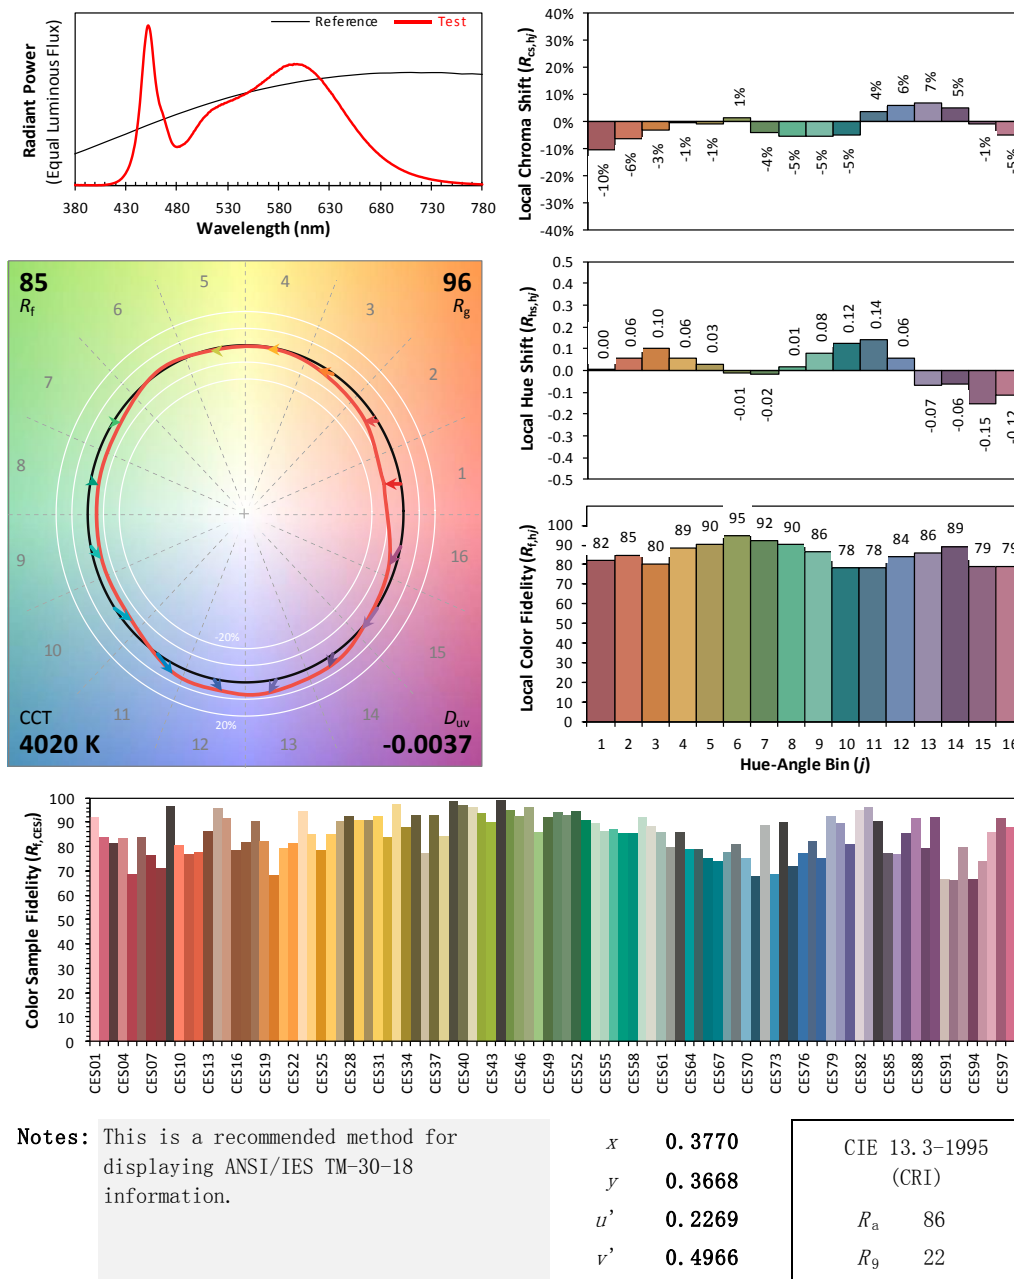 Reference Test
Radiant Power
(Equal Luminous Flux)
380 430 480 530 580 630 680 730 780
Wavelength (nm)
Local Chroma Shift (Rcs,hj)
40%
30%
20%
10%
0%
-10%
-20%
-30%
-40%
-10% -6% -3% -1% -1% 1% -4% -5% -5% -5% 4% 6% 7% 5% -1% -5%
85
Rf
96
Rg
1 2 3 4 5 6 7 8 9 10 11 12 13 14 15 16
-20%
20%
CCT
4020 K
Duv
-0.0037
Local Hue Shift (Rhs,hj)
0.5
0.4
0.3
0.2
0.1
0.0
-0.1
-0.2
-0.3
-0.4
-0.5
0.00 0.06 0.10 0.06 0.03 -0.01 -0.02 0.01 0.08 0.12 0.14 0.06 -0.07 -0.06 -0.15 -0.12
Local Color Fidelity (Rf,hj)
100
90
80
70
60
50
40
30
20
10
0
82 85 80 89 90 95 92 90 86 78 78 84 86 89 79 79
1 2 3 4 5 6 7 8 9 10 11 12 13 14 15 16
Hue-Angle Bin (j)
Color Sample Fidelity (Rf,CESi)
100
90
80
70
60
50
40
30
20
10
0
CES01 CES04 CES07 CES10 CES13 CES16 CES19 CES22 CES25 CES28 CES31 CES34 CES37 CES40 CES43 CES46 CES49 CES52 CES55 CES58 CES61 CES64 CES67 CES70 CES73 CES76 CES79 CES82 CES85 CES88 CES91 CES94 CES97
Notes: This is a recommended method for
displaying ANSI/IES TM-30-18
information.
x 0.3770
y 0.3668
u' 0.2269
v' 0.4966
CIE 13.3-1995
(CRI)
Ra 86
R9 22